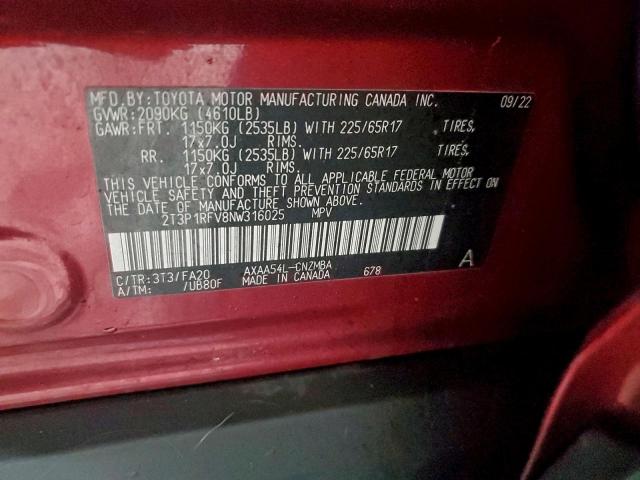 MFD.BY:TOYOTA MOTOR MANUFACTURING CANADA INC. 09/22
GVWR:2090KG (4610LB)
GAWR:FRT. 1150KG (2535LB) WITH 225/65R17 TIRES,
17x7.0J RIMS.
RR. 1150KG (2535LB) WITH 225/65R17 TIRES,
17x7.0J RIMS.
THIS VEHICLE CONFORMS TO ALL APPLICABLE FEDERAL MOTOR
VEHICLE SAFETY AND THEFT PREVENTION STANDARDS IN EFFECT ON
THE DATE OF MANUFACTURE SHOWN ABOVE.
2T3P1RFV8NW316025 MPV
C/TR:3T3/FA20 AXAA54L-CNZMBA A
A/TM: /UB80F MADE IN CANADA 678